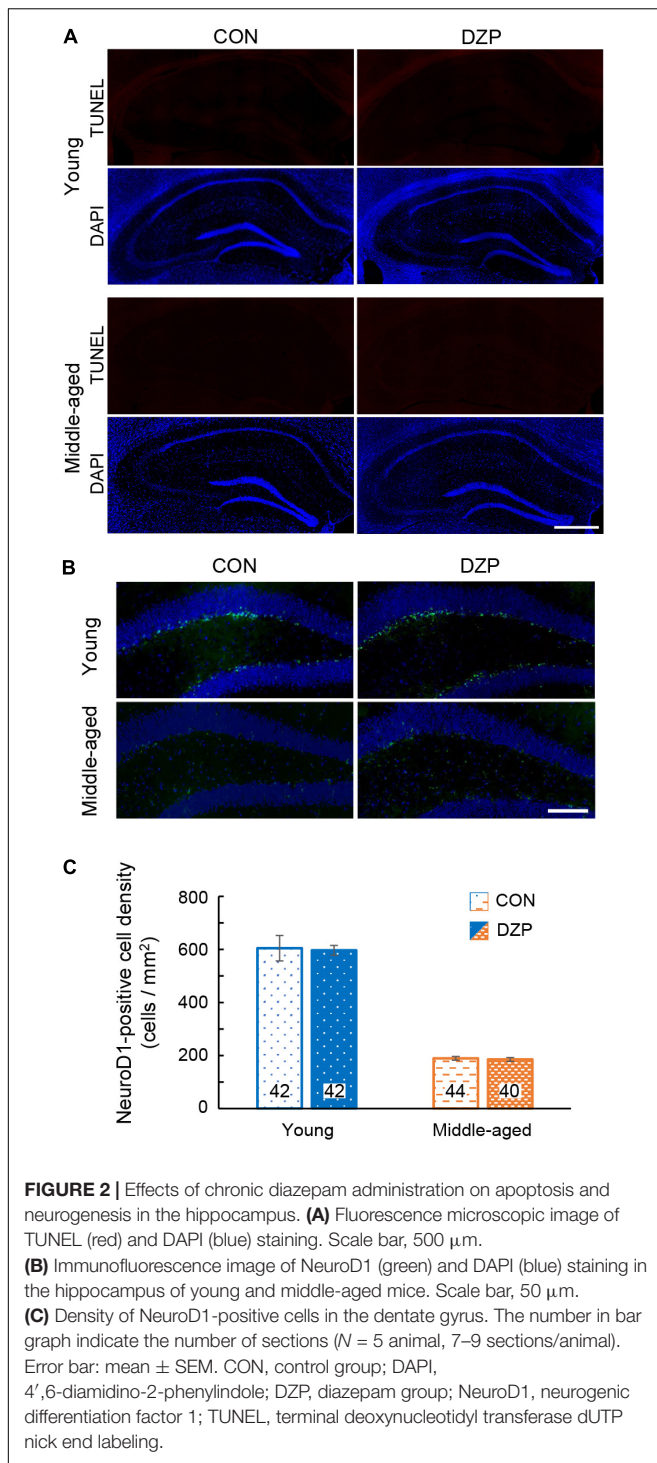 A
CON DZP
Young
TUNEL
DAPI
Middle-aged
TUNEL
DAPI
B
CON DZP
Young
Middle-aged
C
NeuroD1-positive cell density
(cells / mm²)
800
600
400
200
0
CON
DZP
42 42 44 40
Young Middle-aged
FIGURE 2 | Effects of chronic diazepam administration on apoptosis and
neurogenesis in the hippocampus. (A) Fluorescence microscopic image of
TUNEL (red) and DAPI (blue) staining. Scale bar, 500 μm.
(B) Immunofluorescence image of NeuroD1 (green) and DAPI (blue) staining in
the hippocampus of young and middle-aged mice. Scale bar, 50 μm.
(C) Density of NeuroD1-positive cells in the dentate gyrus. The number in bar
graph indicate the number of sections (N = 5 animal, 7–9 sections/animal).
Error bar: mean ± SEM. CON, control group; DAPI,
4′,6-diamidino-2-phenylindole; DZP, diazepam group; NeuroD1, neurogenic
differentiation factor 1; TUNEL, terminal deoxynucleotidyl transferase dUTP
nick end labeling.